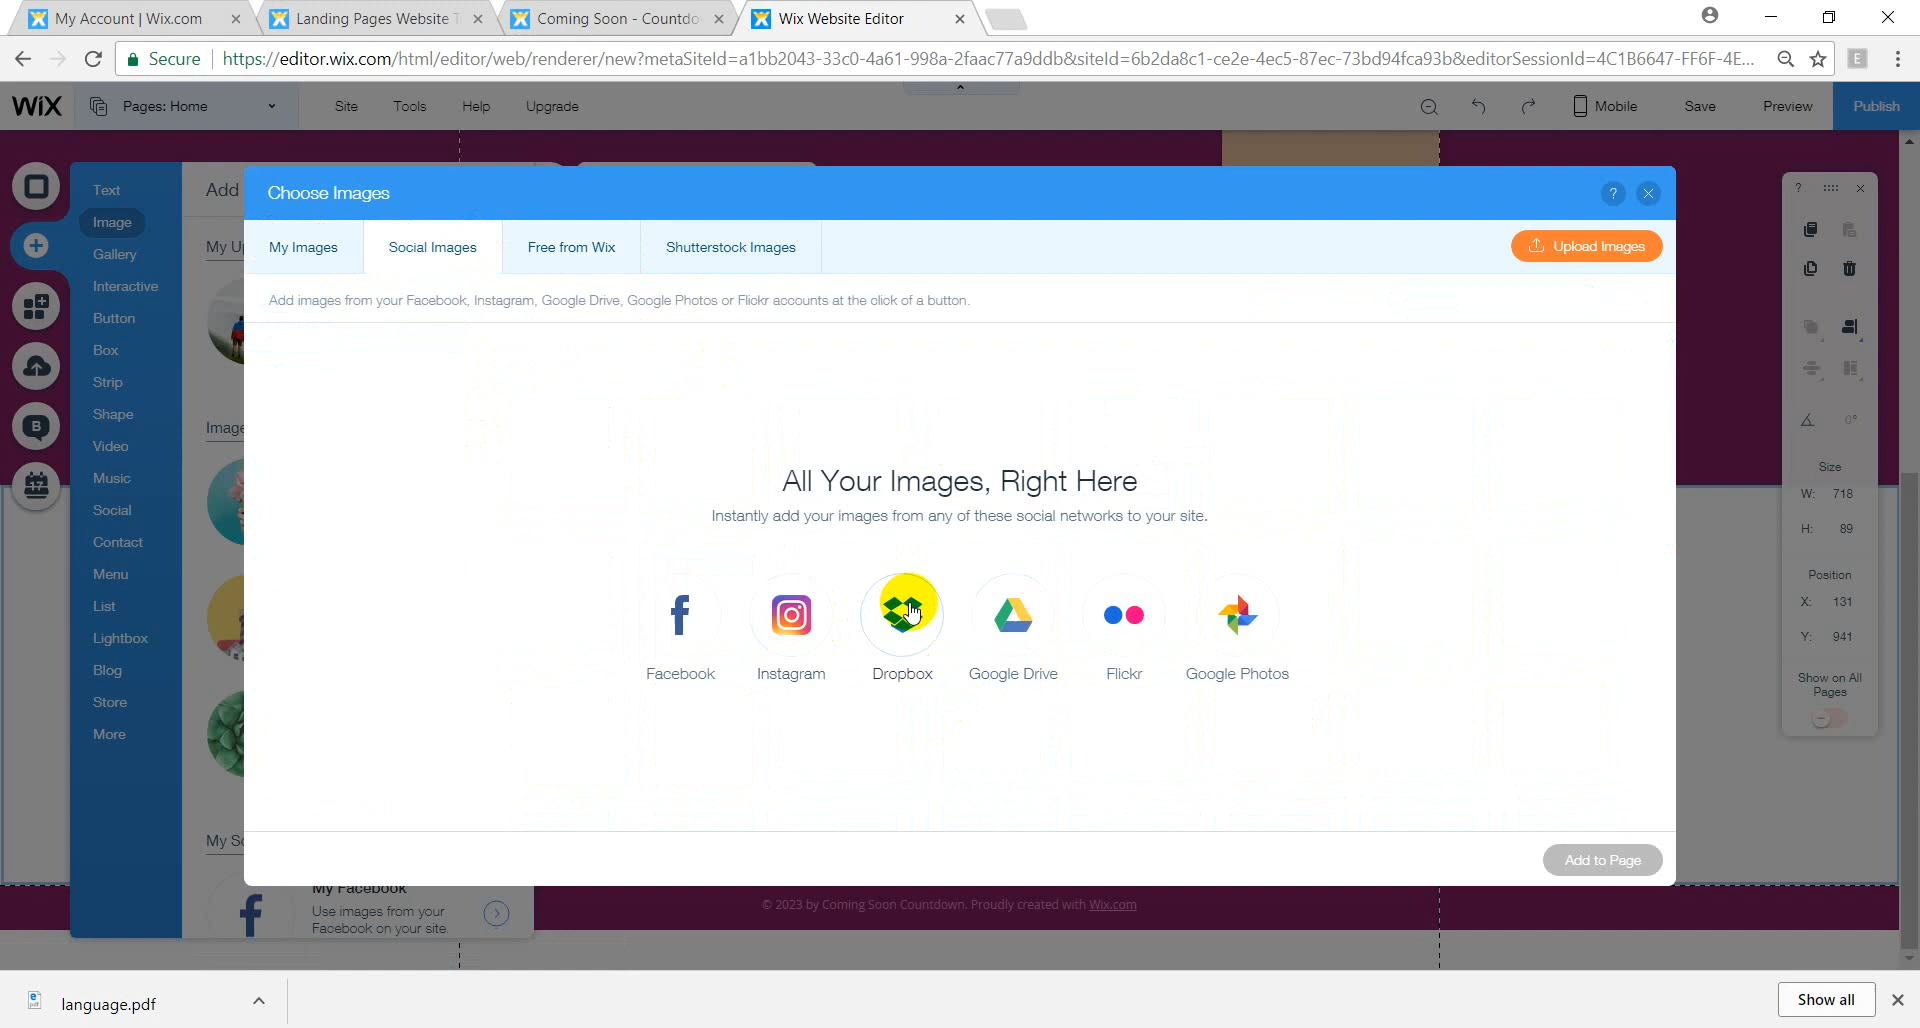 My Account | Wix.com
Landing Pages Website T
Coming Soon - Countdo
Wix Website Editor
Secure
https://editor.wix.com/html/editor/web/renderer/new?metaSiteId=a1bb2043-33c0-4a61-998a-2faac77a9ddb&siteId=6b2da8c1-ce2e-4ec5-87ec-73bd94fca93b&editorSessionId=4C1B6647-FF6F-4E...
E
WiX
Pages: Home
Site
Tools
Help
Upgrade
Mobile
Save
Preview
Publish
Text
Image
Gallery
Interactive
Button
Box
Strip
Shape
Video
Music
Social
Contact
Menu
List
Lightbox
Blog
Store
More
B
17
Add
My Up
Image
My So
My Facebook
Use images from your
Facebook on your site.
Choose Images
?
My Images
Social Images
Free from Wix
Shutterstock Images
Upload Images
Add images from your Facebook, Instagram, Google Drive, Google Photos or Flickr accounts at the click of a button.
All Your Images, Right Here
Instantly add your images from any of these social networks to your site.
Facebook
Instagram
Dropbox
Google Drive
Flickr
Google Photos
Add to Page
© 2023 by Coming Soon Countdown. Proudly created with Wix.com
?
0°
Size
W: 718
H: 89
Position
X: 131
Y: 941
Show on All
Pages
language.pdf
Show all